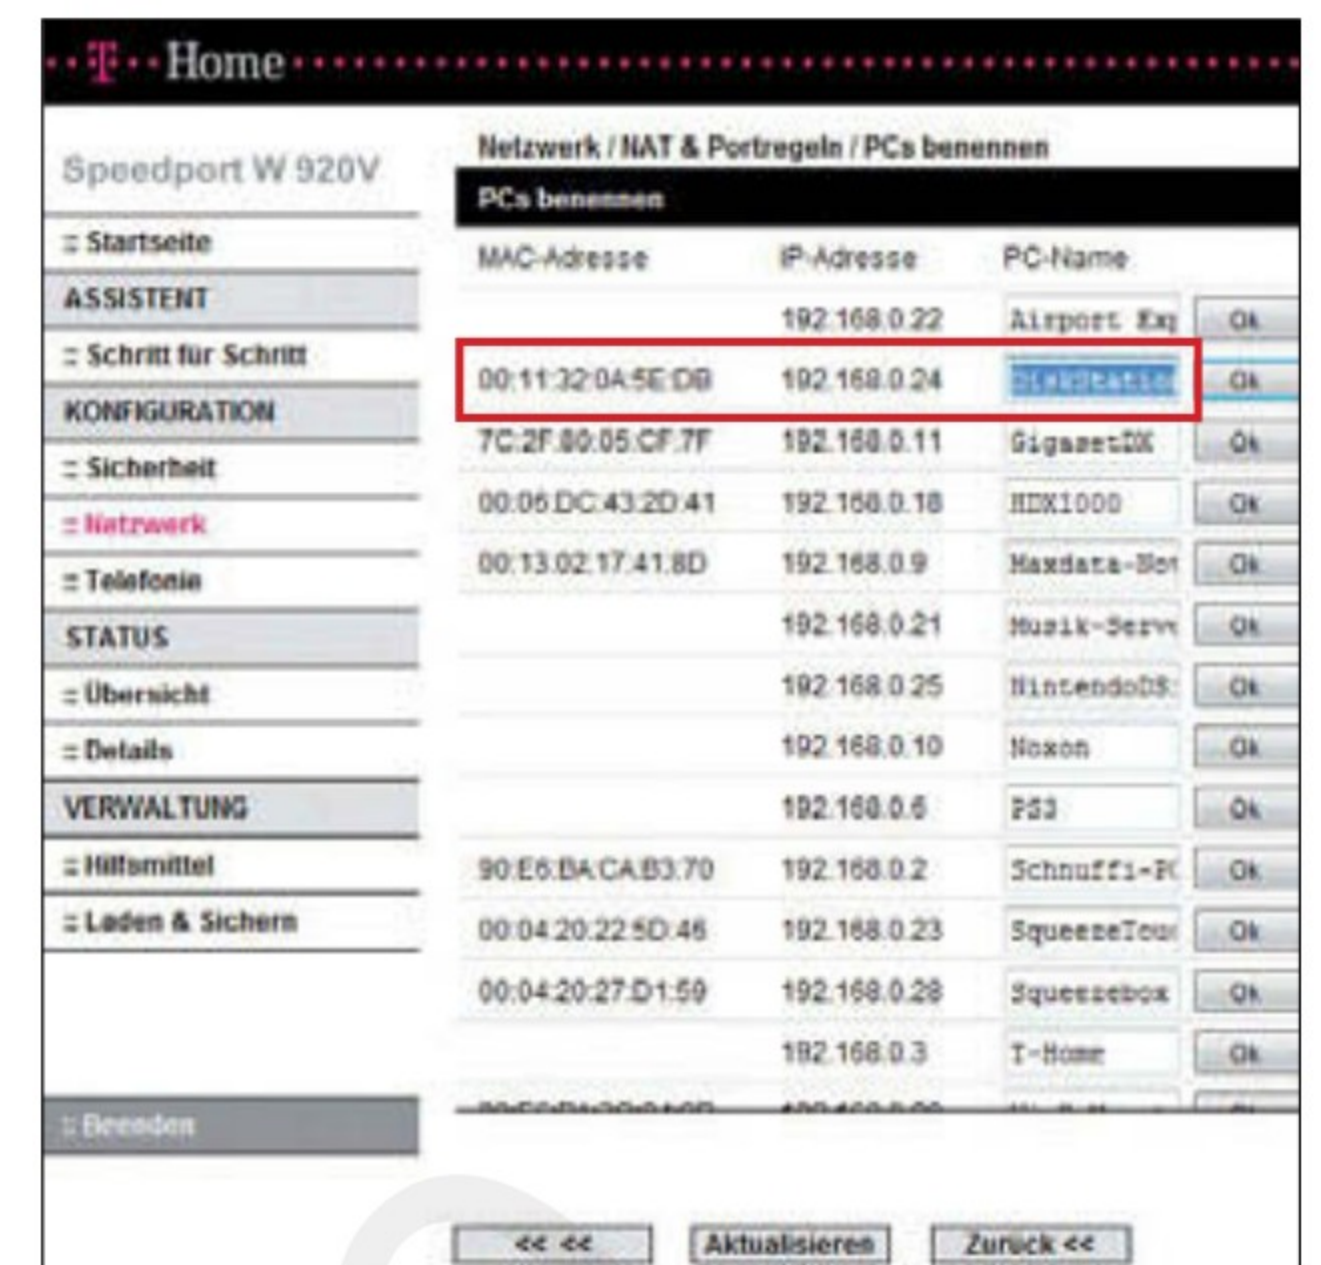 T Home
Speedport W 920V
:: Startseite
ASSISTENT
:: Schritt für Schritt
KONFIGURATION
:: Sicherheit
:: Netzwerk
:: Telefonie
STATUS
:: Übersicht
:: Details
VERWALTUNG
:: Hilfsmittel
:: Laden & Sichern
:: Beenden
Netzwerk / NAT & Portregeln / PCs benennen
PCs benennen
MAC-Adresse IP-Adresse PC-Name
192.168.0.22 Airport Exp Ok
00:11:32:0A:5E:DB 192.168.0.24 DiskStation Ok
7C:2F:80:05:CF:7F 192.168.0.11 GigasetDX Ok
00:06:DC:43:2D:41 192.168.0.18 HDX1000 Ok
00:13:02:17:41:8D 192.168.0.9 Maxdata-Not Ok
192.168.0.21 Musik-Serve Ok
192.168.0.25 NintendoDS Ok
192.168.0.10 Noxon Ok
192.168.0.6 PS3 Ok
90:E6:BA:CA:B3:70 192.168.0.2 Schnuffi-PC Ok
00:04:20:22:5D:46 192.168.0.23 SqueezeTou Ok
00:04:20:27:D1:59 192.168.0.28 Squeezebox Ok
192.168.0.3 T-Home Ok
<< << Aktualisieren Zurück <<